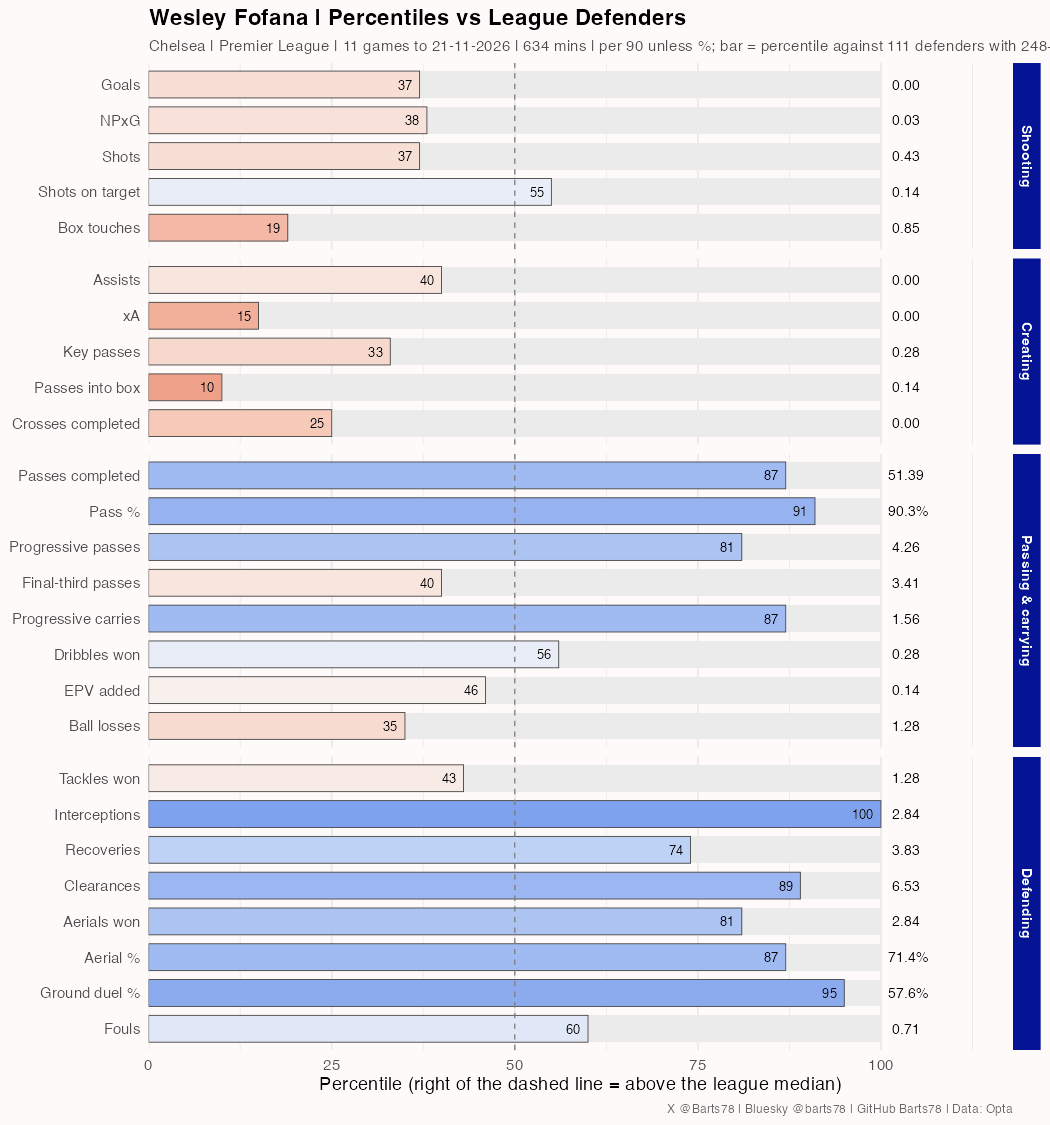 Wesley Fofana | Percentiles vs League Defenders
Chelsea | Premier League | 11 games to 21-11-2026 | 634 mins | per 90 unless %; bar = percentile against 111 defenders with 248-
Goals 37 0.00
NPxG 38 0.03
Shots 37 0.43
Shots on target 55 0.14
Box touches 19 0.85
Shooting
Assists 40 0.00
xA 15 0.00
Key passes 33 0.28
Passes into box 10 0.14
Crosses completed 25 0.00
Creating
Passes completed 87 51.39
Pass % 91 90.3%
Progressive passes 81 4.26
Final-third passes 40 3.41
Progressive carries 87 1.56
Dribbles won 56 0.28
EPV added 46 0.14
Ball losses 35 1.28
Passing & carrying
Tackles won 43 1.28
Interceptions 100 2.84
Recoveries 74 3.83
Clearances 89 6.53
Aerials won 81 2.84
Aerial % 87 71.4%
Ground duel % 95 57.6%
Fouls 60 0.71
Defending
0 25 50 75 100
Percentile (right of the dashed line = above the league median)
X @Barts78 | Bluesky @barts78 | GitHub Barts78 | Data: Opta